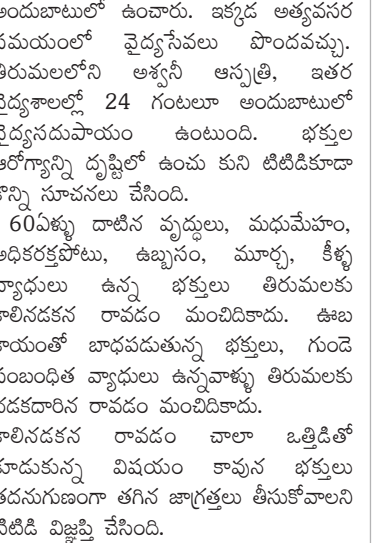 అందుబాటులో ఉంచారు. ఇక్కడ అత్యవసర
సమయంలో వైద్యసేవలు పొందవచ్చు.
తిరుమలలోని అశ్వనీ ఆస్పత్రి, ఇతర
వైద్యశాలల్లో 24 గంటలూ అందుబాటులో
వైద్యసదుపాయం ఉంటుంది. భక్తుల
ఆరోగ్యాన్ని దృష్టిలో ఉంచు కుని టిటిడికూడా
కొన్ని సూచనలు చేసింది.
60ఏళ్ళు దాటిన వృద్ధులు, మధుమేహం,
అధికరక్తపోటు, ఉబ్బసం, మూర్ఛ, కీళ్ళ
వ్యాధులు ఉన్న భక్తులు తిరుమలకు
కాలినడకన రావడం మంచిదికాదు. ఊబ
కాయంతో బాధపడుతున్న భక్తులు, గుండె
సంబంధిత వ్యాధులు ఉన్నవాళ్ళు తిరుమలకు
నడకదారిన రావడం మంచిదికాదు.
కాలినడకన రావడం చాలా ఒత్తిడితో
కూడుకున్న విషయం కావున భక్తులు
తదనుగుణంగా తగిన జాగ్రత్తలు తీసుకోవాలని
టిటిడి విజ్ఞప్తి చేసింది.